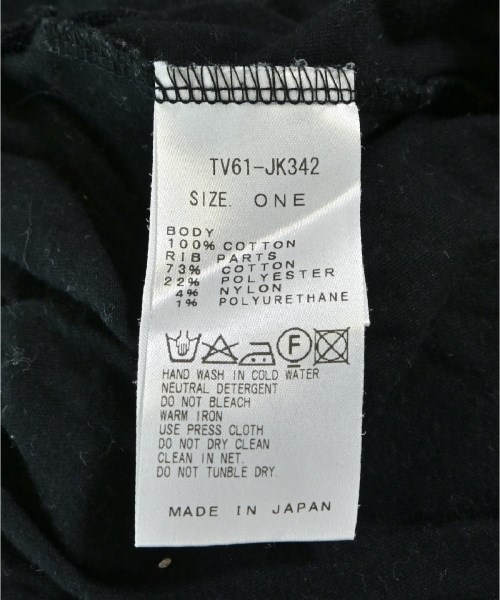 TV61-JK342
SIZE. ONE
BODY
100% COTTON
RIB PARTS
73% COTTON
22% POLYESTER
4% NYLON
1% POLYURETHANE
F
HAND WASH IN COLD WATER
NEUTRAL DETERGENT
DO NOT BLEACH
WARM IRON
USE PRESS CLOTH
DO NOT DRY CLEAN
CLEAN IN NET.
DO NOT TUNBLE DRY.
MADE IN JAPAN